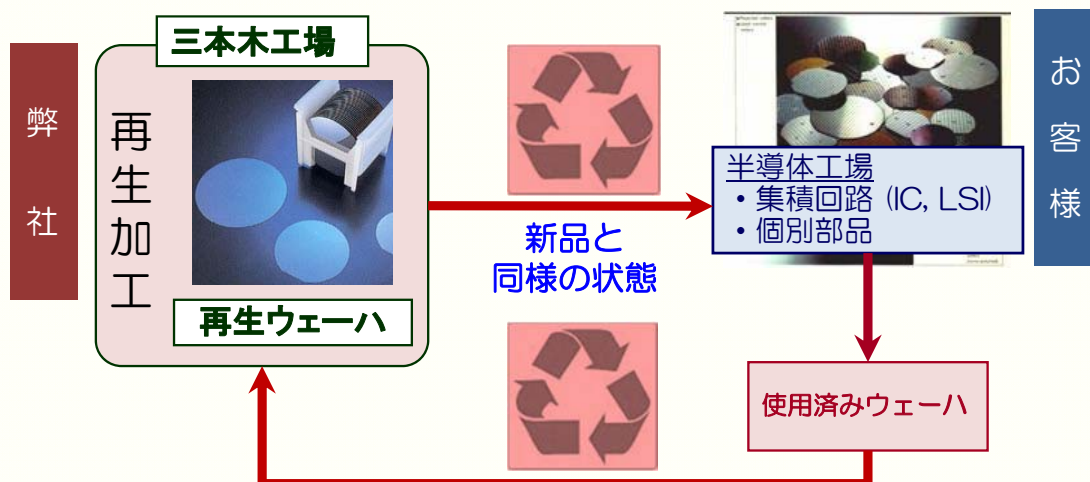 弊社
三本木工場
再生加工
再生ウェーハ
新品と
同様の状態
半導体工場
・集積回路 (IC, LSI)
・個別部品
お客様
使用済みウェーハ